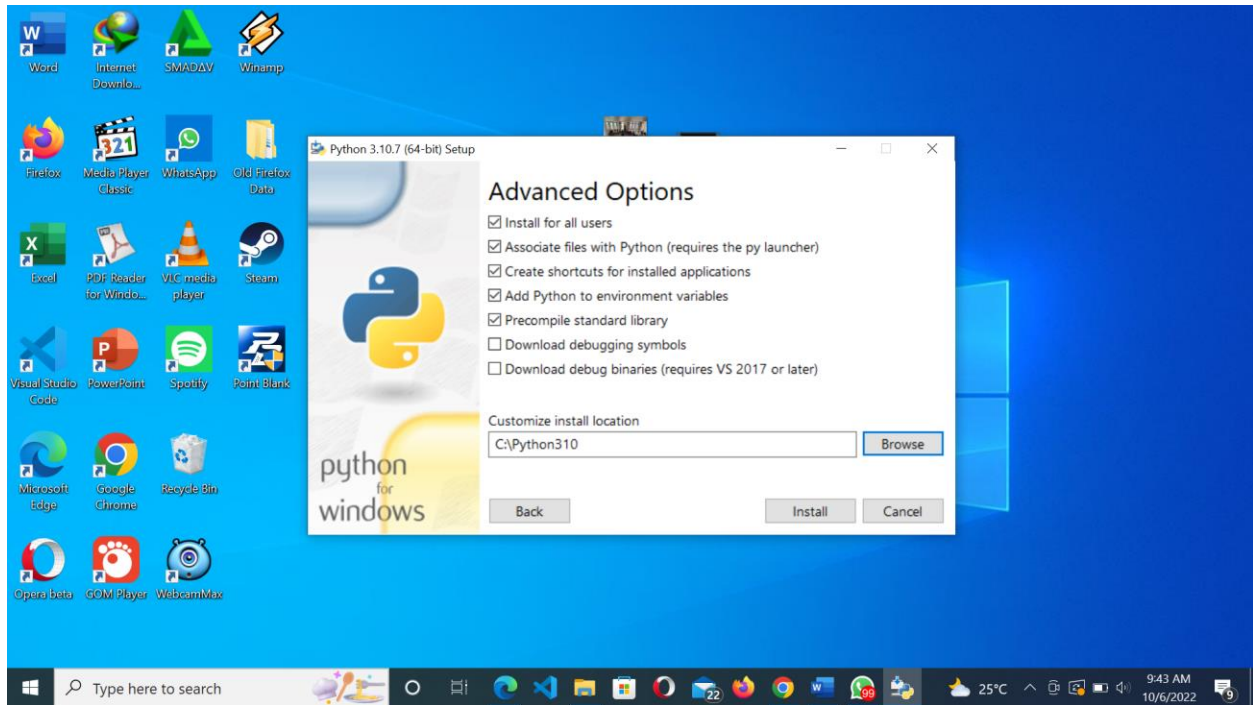 Word
Internet
Downlo...
SMADAV
Winamp
Firefox
321
Media Player
Classic
WhatsApp
Old Firefox
Data
Excel
PDF Reader
for Windo...
VLC media
player
Steam
Visual Studio
Code
PowerPoint
Spotify
Point Blank
Microsoft
Edge
Google
Chrome
Recycle Bin
Opera beta
GOM Player
WebcamMax
Python 3.10.7 (64-bit) Setup
Advanced Options
Install for all users
Associate files with Python (requires the py launcher)
Create shortcuts for installed applications
Add Python to environment variables
Precompile standard library
Download debugging symbols
Download debug binaries (requires VS 2017 or later)
Customize install location
C:\Python310
Browse
python
for
windows
Back
Install
Cancel
Type here to search
22
99
25°C
9:43 AM
10/6/2022
9